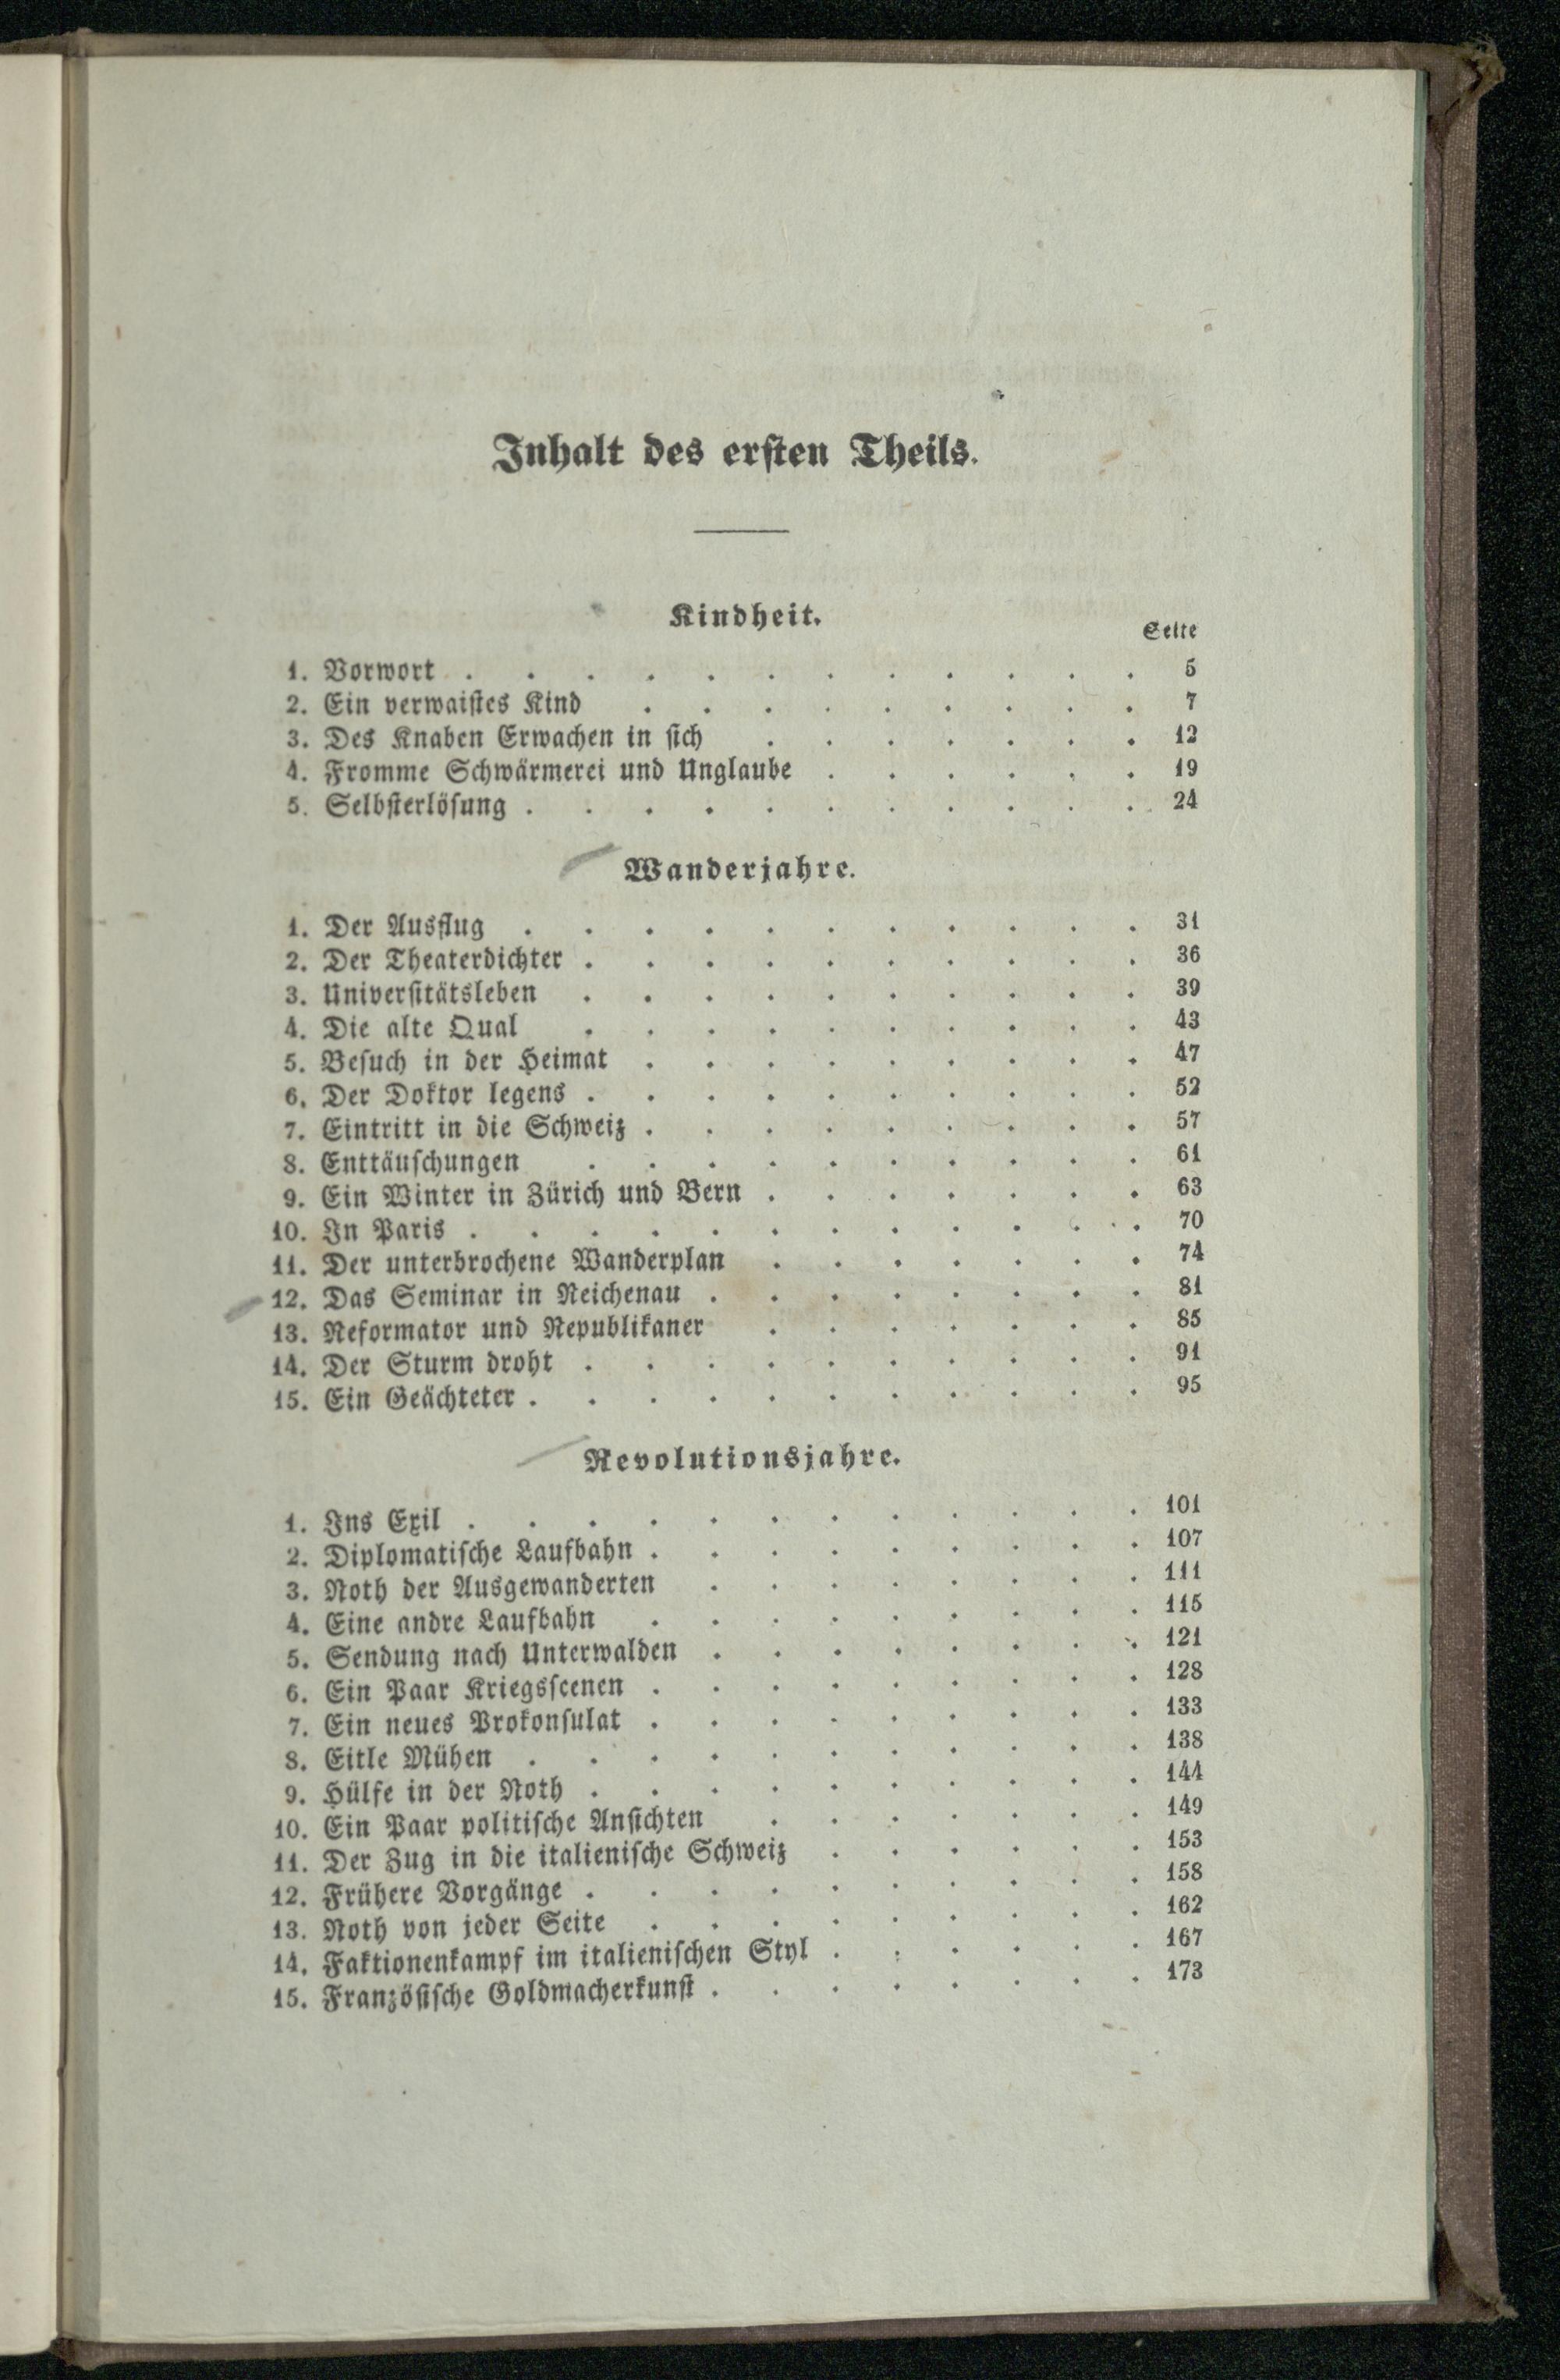 Inhalt des ersten Theils.
Kindheit.
Seite
1. Vorwort . . . . . . . . . . . . 5
2. Ein verwaistes Kind . . . . . . . . . 7
3. Des Knaben Erwachen in sich . . . . . . . 12
4. Fromme Schwärmerei und Unglaube . . . . . . 19
5. Selbsterlösung . . . . . . . . . . . 24
Wanderjahre.
1. Der Ausflug . . . . . . . . . . . 31
2. Der Theaterdichter . . . . . . . . . . 36
3. Universitätsleben . . . . . . . . . . 39
4. Die alte Qual . . . . . . . . . . 43
5. Besuch in der Heimat . . . . . . . . . 47
6. Der Doktor legens . . . . . . . . . . 52
7. Eintritt in die Schweiz . . . . . . . . . 57
8. Enttäuschungen . . . . . . . . . . 61
9. Ein Winter in Zürich und Bern . . . . . . . 63
10. In Paris . . . . . . . . . . . . 70
11. Der unterbrochene Wanderplan . . . . . . . 74
12. Das Seminar in Reichenau . . . . . . . . 81
13. Reformator und Republikaner . . . . . . . 85
14. Der Sturm droht . . . . . . . . . . 91
15. Ein Geächteter . . . . . . . . . . . 95
Revolutionsjahre.
1. Ins Exil . . . . . . . . . . . . 101
2. Diplomatische Laufbahn . . . . . . . . . 107
3. Noth der Ausgewanderten . . . . . . . . 111
4. Eine andre Laufbahn . . . . . . . . . 115
5. Sendung nach Unterwalden . . . . . . . . 121
6. Ein Paar Kriegsscenen . . . . . . . . . 128
7. Ein neues Prokonsulat . . . . . . . . . 133
8. Eitle Mühen . . . . . . . . . . . 138
9. Hülfe in der Noth . . . . . . . . . . 144
10. Ein Paar politische Ansichten . . . . . . . 149
11. Der Zug in die italienische Schweiz . . . . . . 153
12. Frühere Vorgänge . . . . . . . . . . 158
13. Noth von jeder Seite . . . . . . . . . 162
14. Faktionenkampf im italienischen Styl . . . . . . 167
15. Französische Goldmacherkunst . . . . . . . . 173